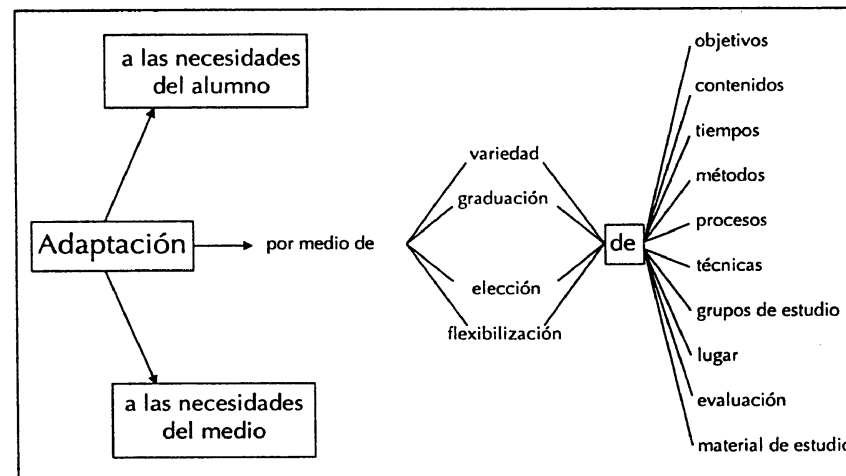 a las necesidades
del alumno
Adaptación
a las necesidades
del medio
por medio de
variedad
graduación
elección
flexibilización
de
objetivos
contenidos
tiempos
métodos
procesos
técnicas
grupos de estudio
lugar
evaluación
material de estudio